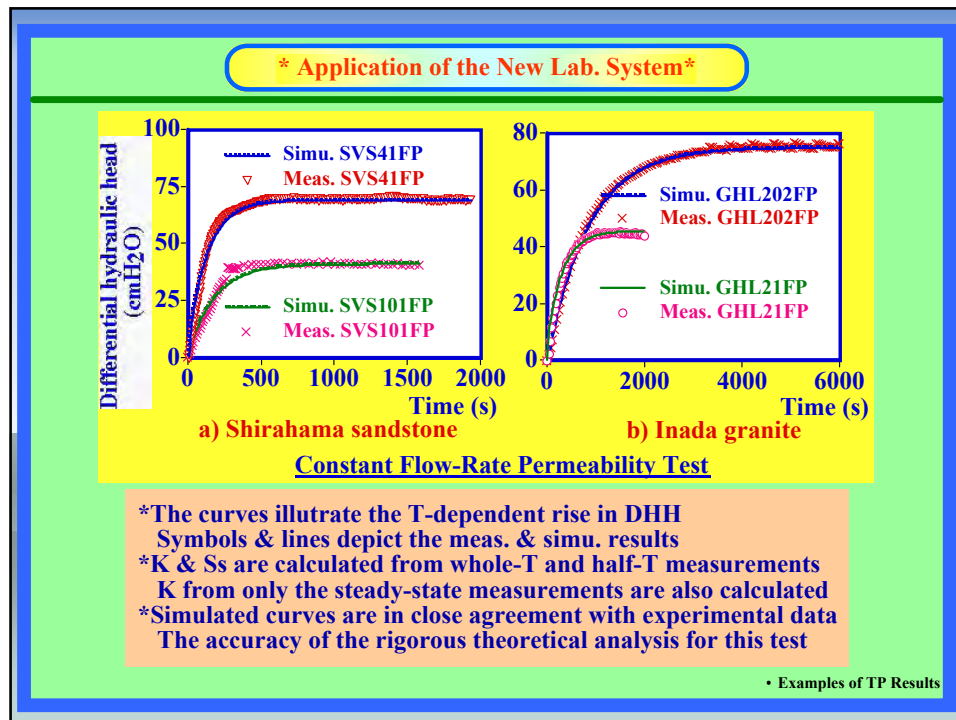 * Application of the New Lab. System*
Differential hydraulic head
(cmH2O)
100
75
50
25
0
0 500 1000 1500 2000
Time (s)
Simu. SVS41FP
Meas. SVS41FP
Simu. SVS101FP
Meas. SVS101FP
a) Shirahama sandstone
80
60
40
20
0
0 2000 4000 6000
Time (s)
Simu. GHL202FP
Meas. GHL202FP
Simu. GHL21FP
Meas. GHL21FP
b) Inada granite
Constant Flow-Rate Permeability Test
*The curves illutrate the T-dependent rise in DHH
Symbols & lines depict the meas. & simu. results
*K & Ss are calculated from whole-T and half-T measurements
K from only the steady-state measurements are also calculated
*Simulated curves are in close agreement with experimental data
The accuracy of the rigorous theoretical analysis for this test
• Examples of TP Results